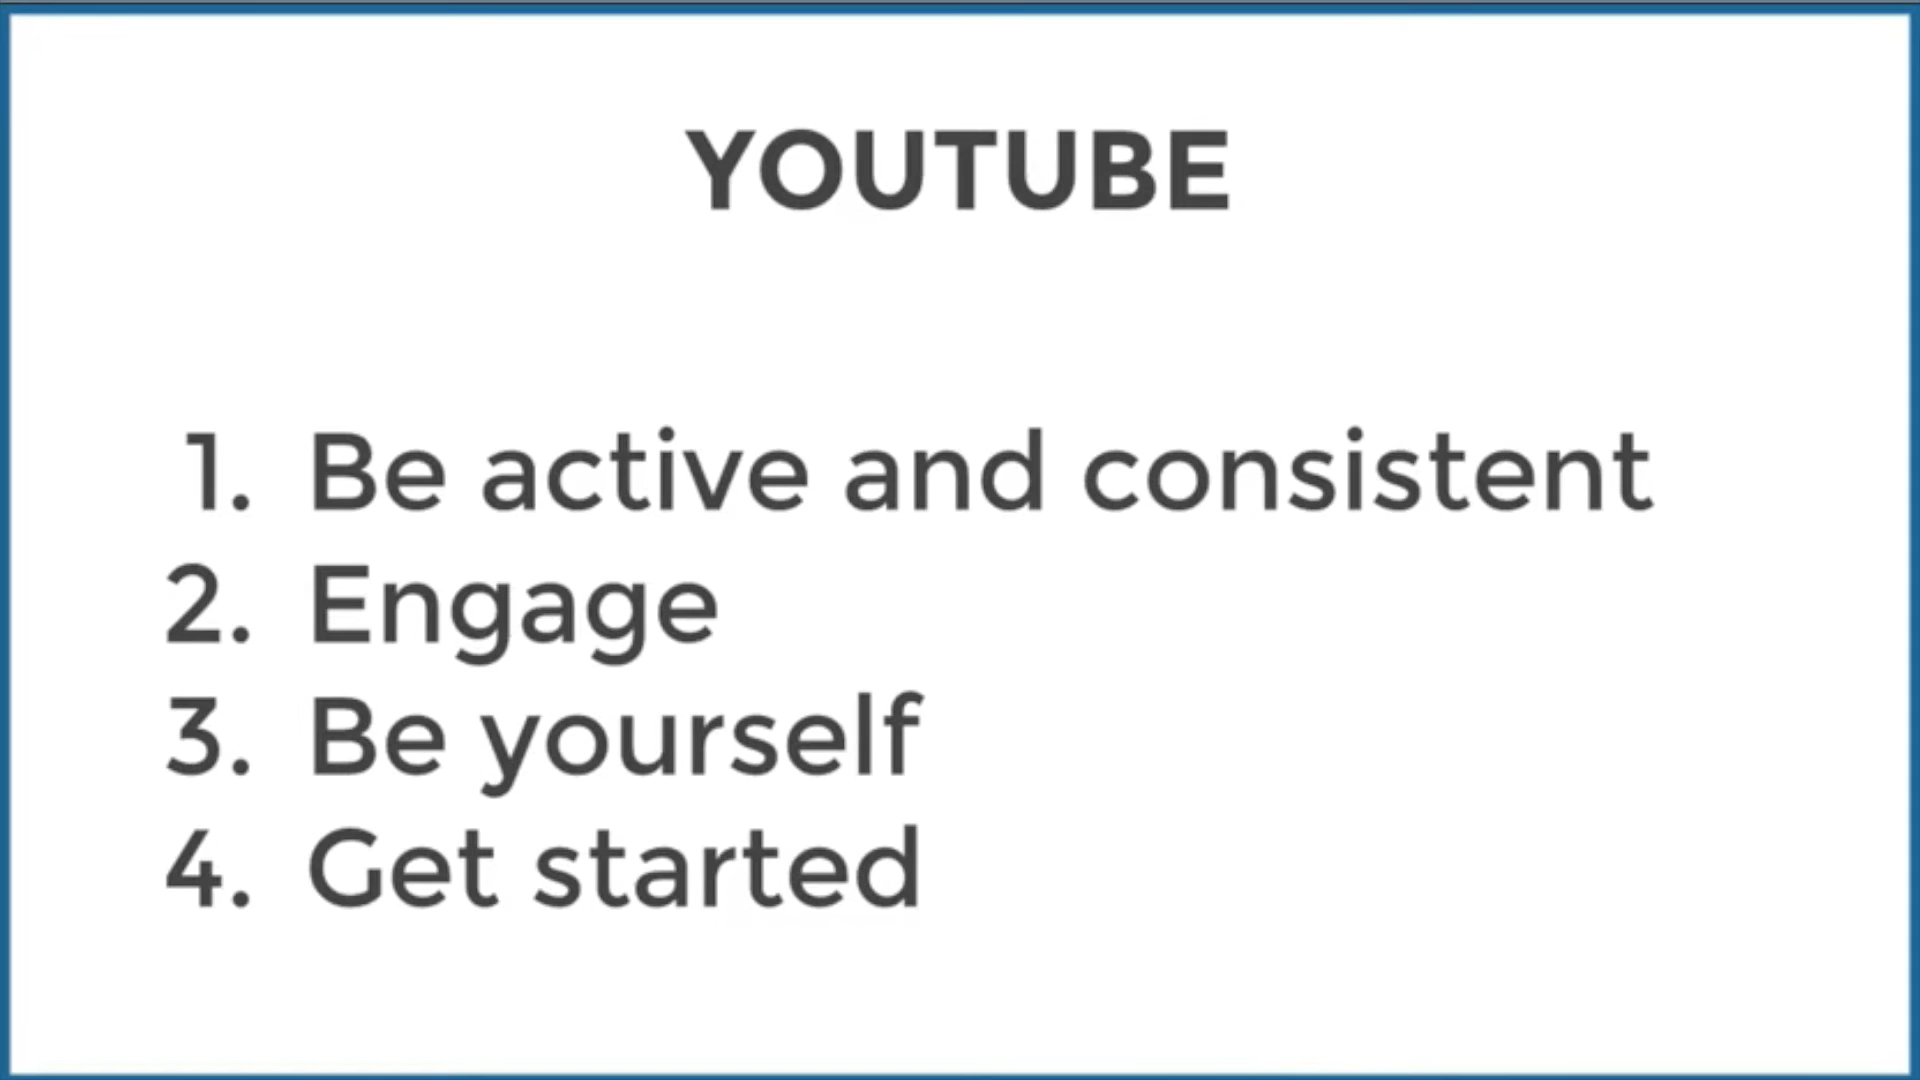 YOUTUBE
1. Be active and consistent
2. Engage
3. Be yourself
4. Get started